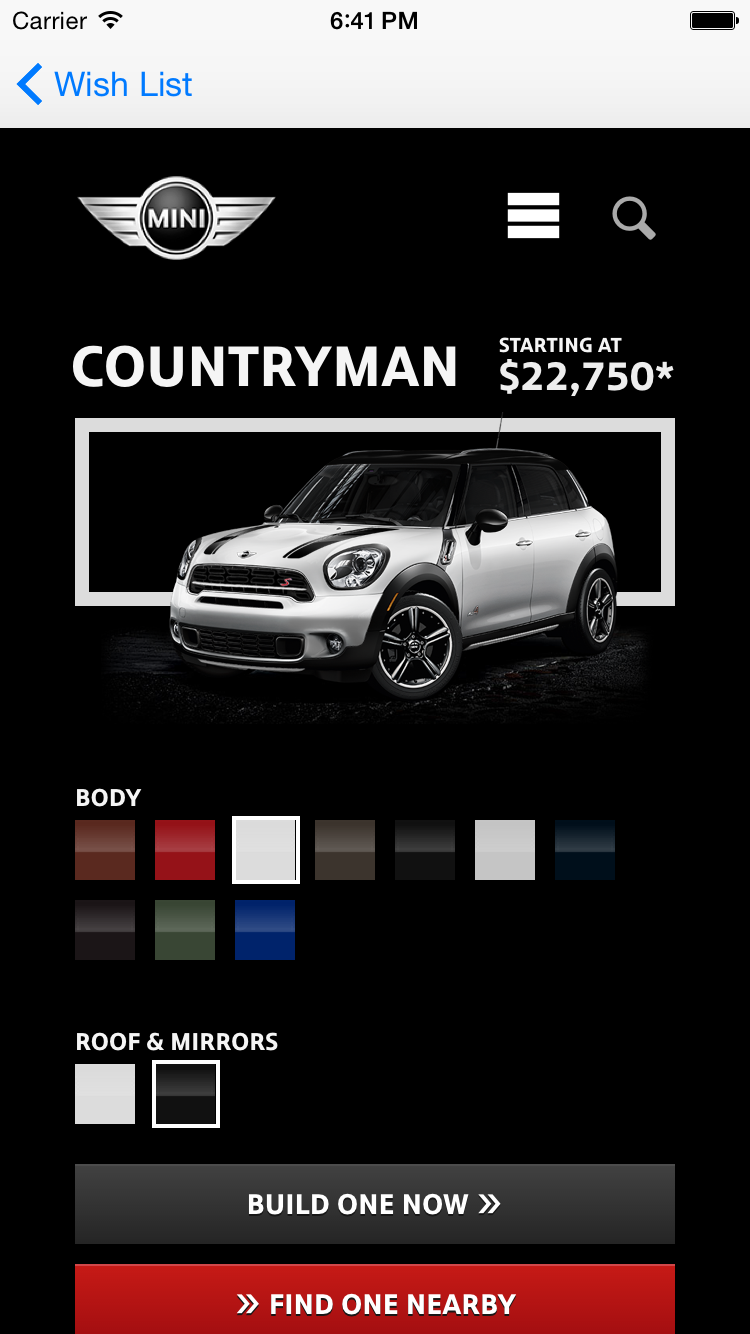 Carrier 6:41 PM
Wish List
MINI
COUNTRYMAN
STARTING AT
$22,750*
S
BODY
ROOF & MIRRORS
BUILD ONE NOW »
» FIND ONE NEARBY